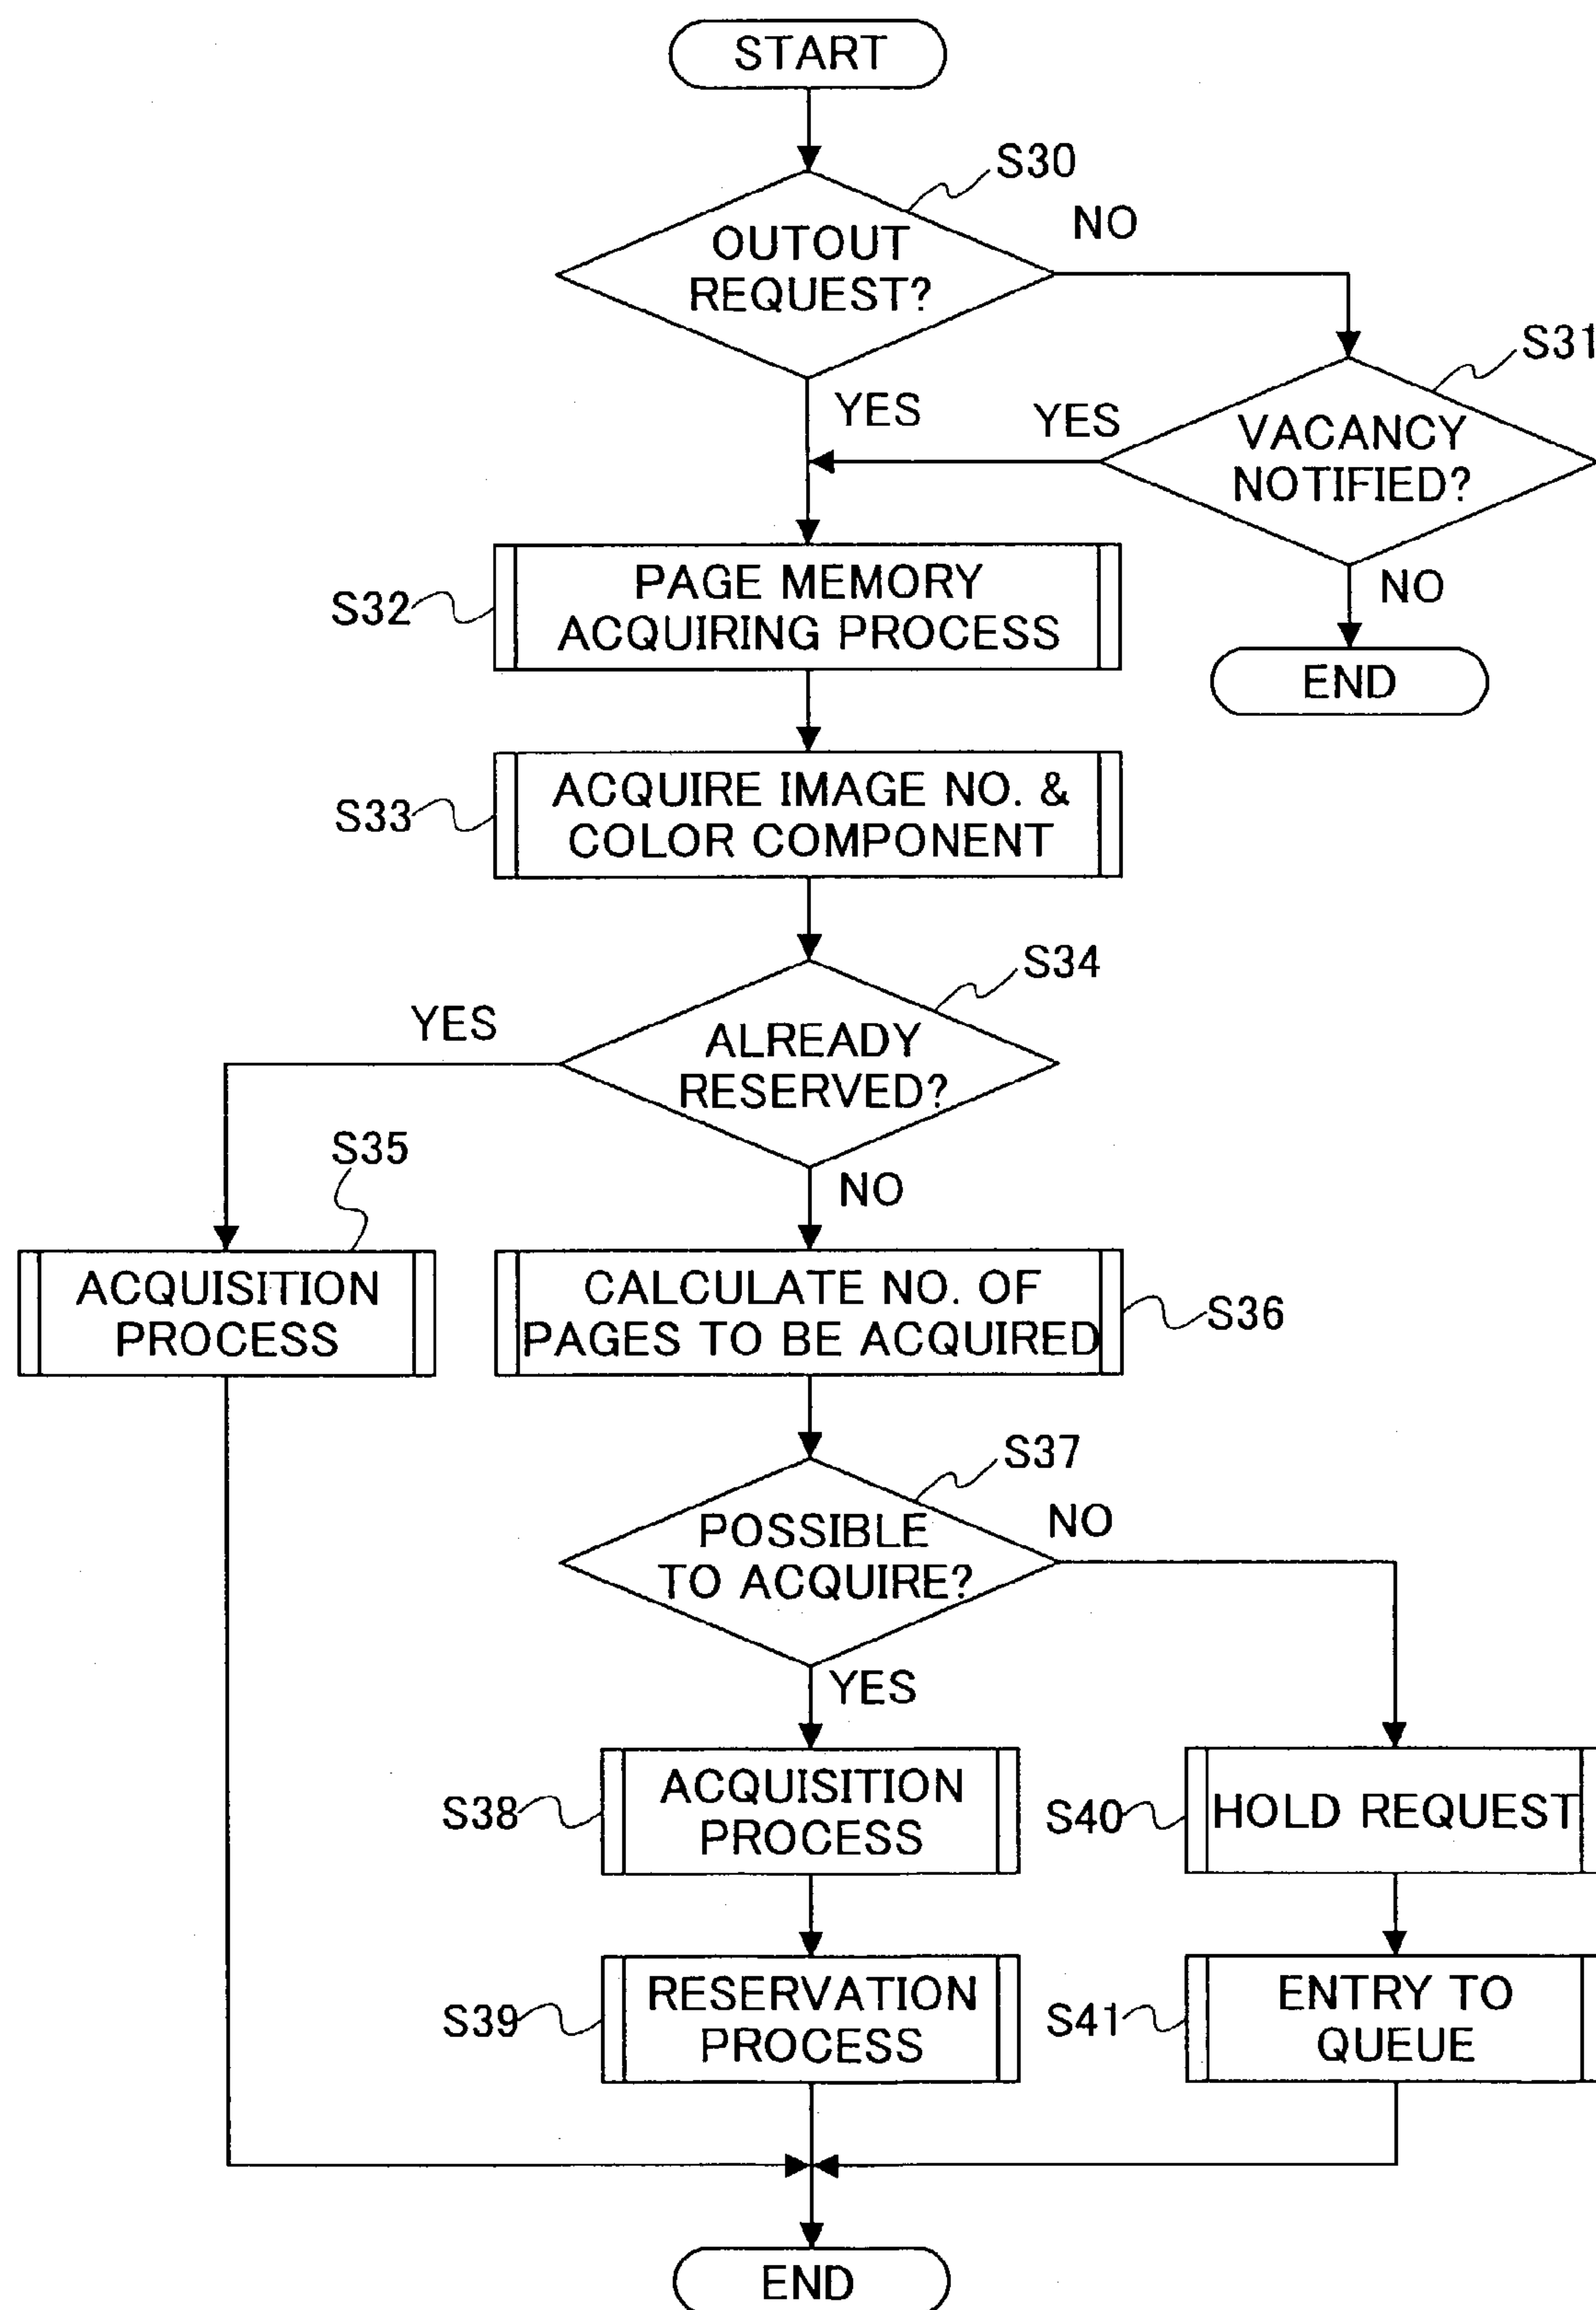 START
S30
OUTOUT
REQUEST?
NO
S31
YES
YES
VACANCY
NOTIFIED?
NO
END
S32
PAGE MEMORY
ACQUIRING PROCESS
S33
ACQUIRE IMAGE NO. &
COLOR COMPONENT
S34
YES
ALREADY
RESERVED?
NO
S35
ACQUISITION
PROCESS
CALCULATE NO. OF
PAGES TO BE ACQUIRED
S36
S37
POSSIBLE
TO ACQUIRE?
NO
YES
S38
ACQUISITION
PROCESS
S40
HOLD REQUEST
S39
RESERVATION
PROCESS
S41
ENTRY TO
QUEUE
END